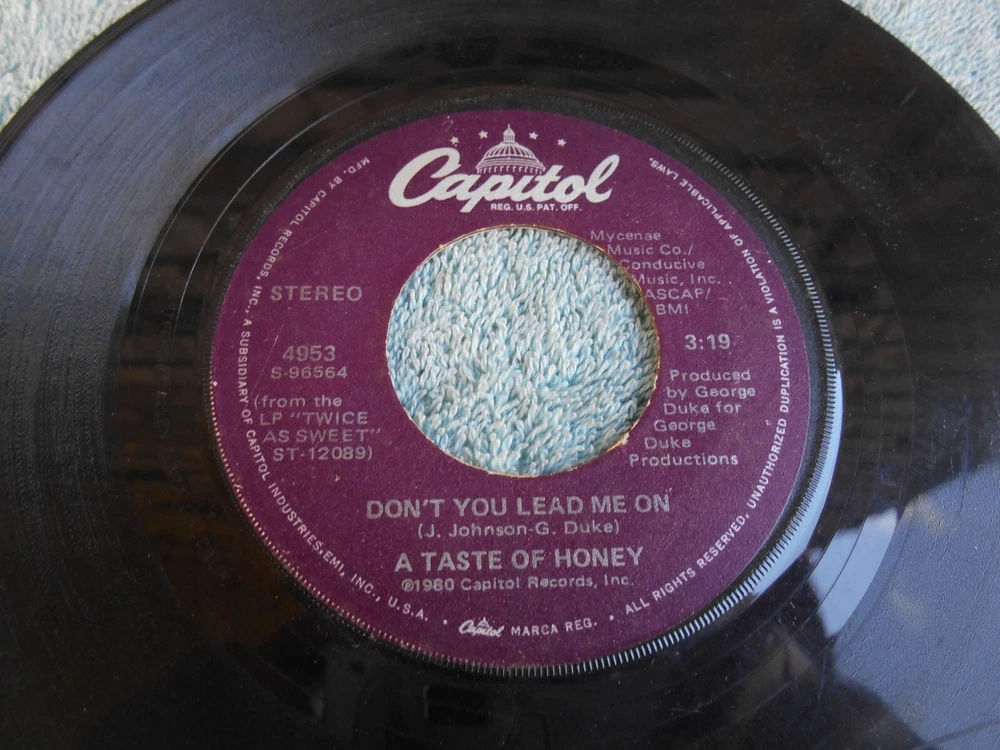 Capitol
REG. U.S. PAT. OFF.
Mycenae
Music Co./
Conducive
Music, Inc.
ASCAP/
BMI
STEREO
3:19
4953
S-96564
(from the
LP "TWICE
AS SWEET"
ST-12089)
Produced
by George
Duke for
George
Duke
Productions
DON'T YOU LEAD ME ON
(J. Johnson-G. Duke)
A TASTE OF HONEY
℗1980 Capitol Records, Inc.
MFD. BY CAPITOL RECORDS, INC., A SUBSIDIARY OF CAPITOL INDUSTRIES-EMI, INC., U.S.A. • Capitol MARCA REG. • ALL RIGHTS RESERVED. UNAUTHORIZED DUPLICATION IS A VIOLATION OF APPLICABLE LAWS.